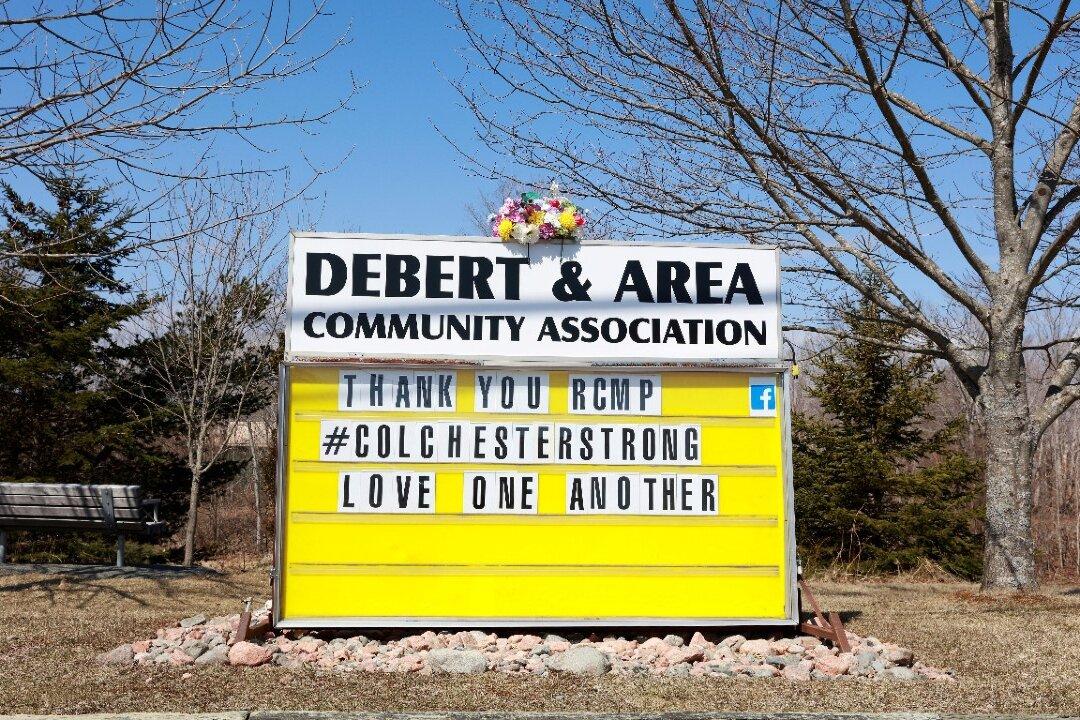 DEBERT & AREA
COMMUNITY ASSOCIATION
THANK YOU RCMP
f
#COLCHESTERSTRONG
LOVE ONE ANOTHER